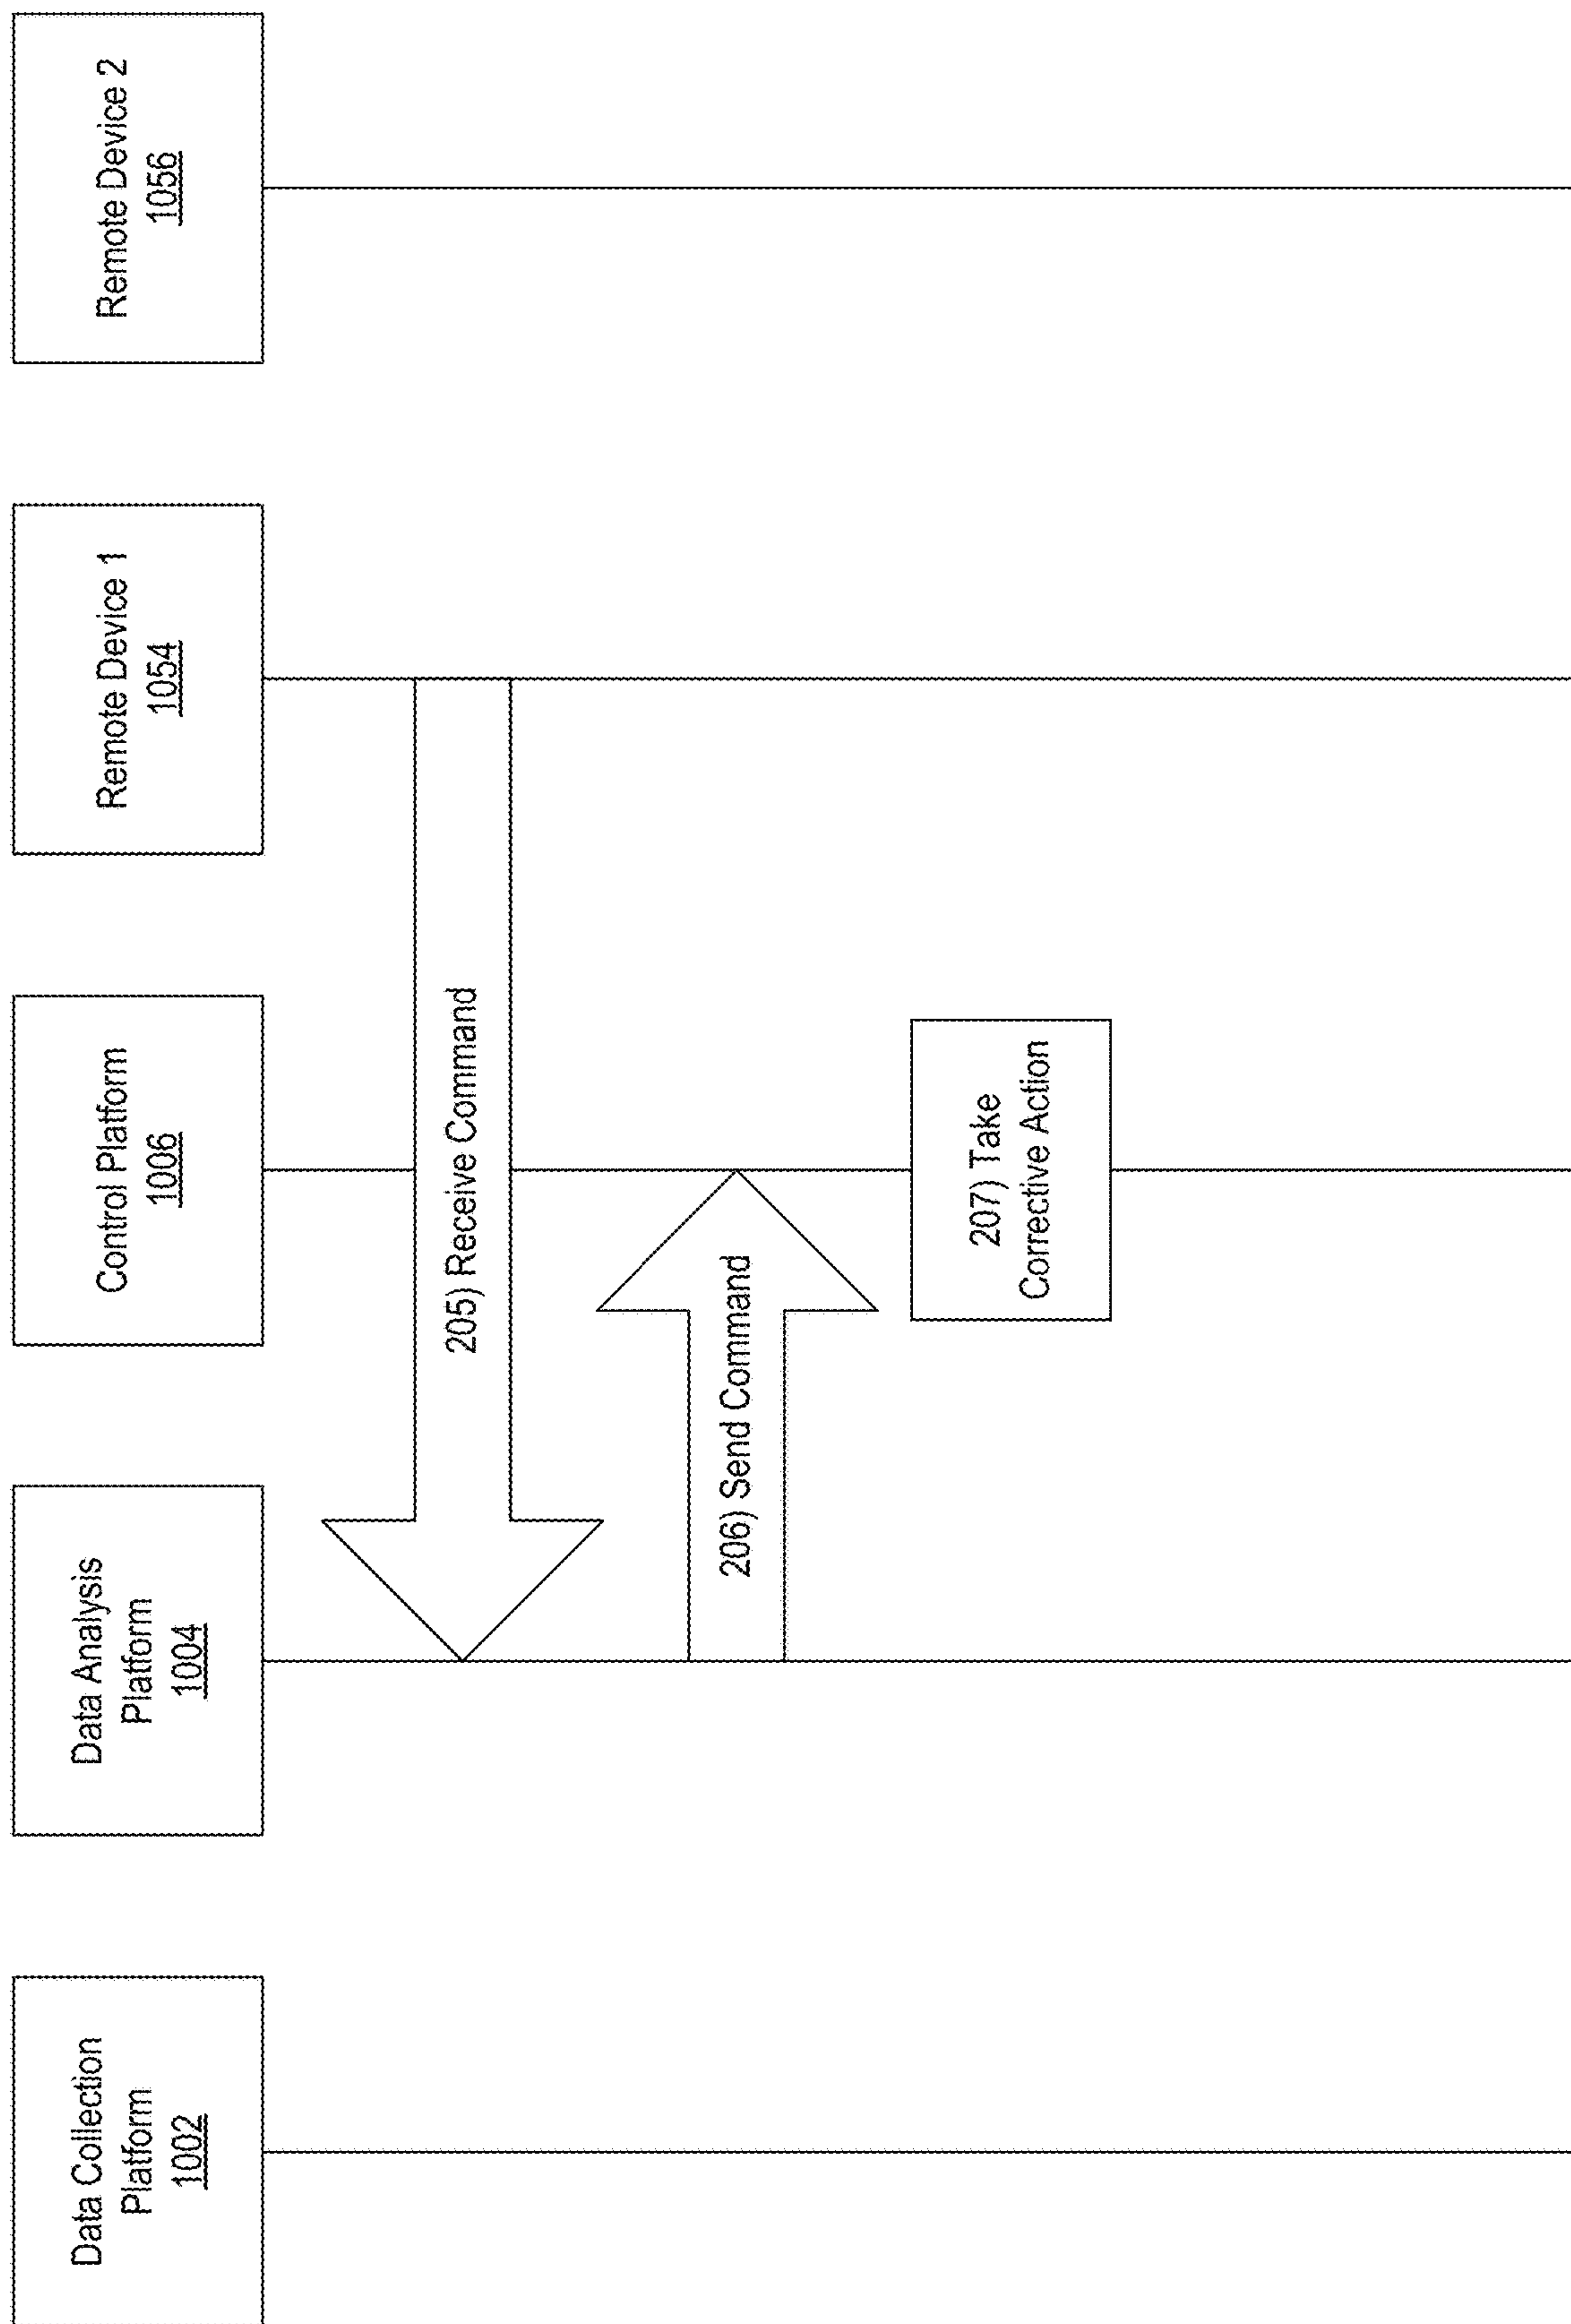 Data Collection
Platform
1002
Data Analysis
Platform
1004
Control Platform
1006
Remote Device 1
1054
Remote Device 2
1056
205) Receive Command
206) Send Command
207) Take
Corrective Action